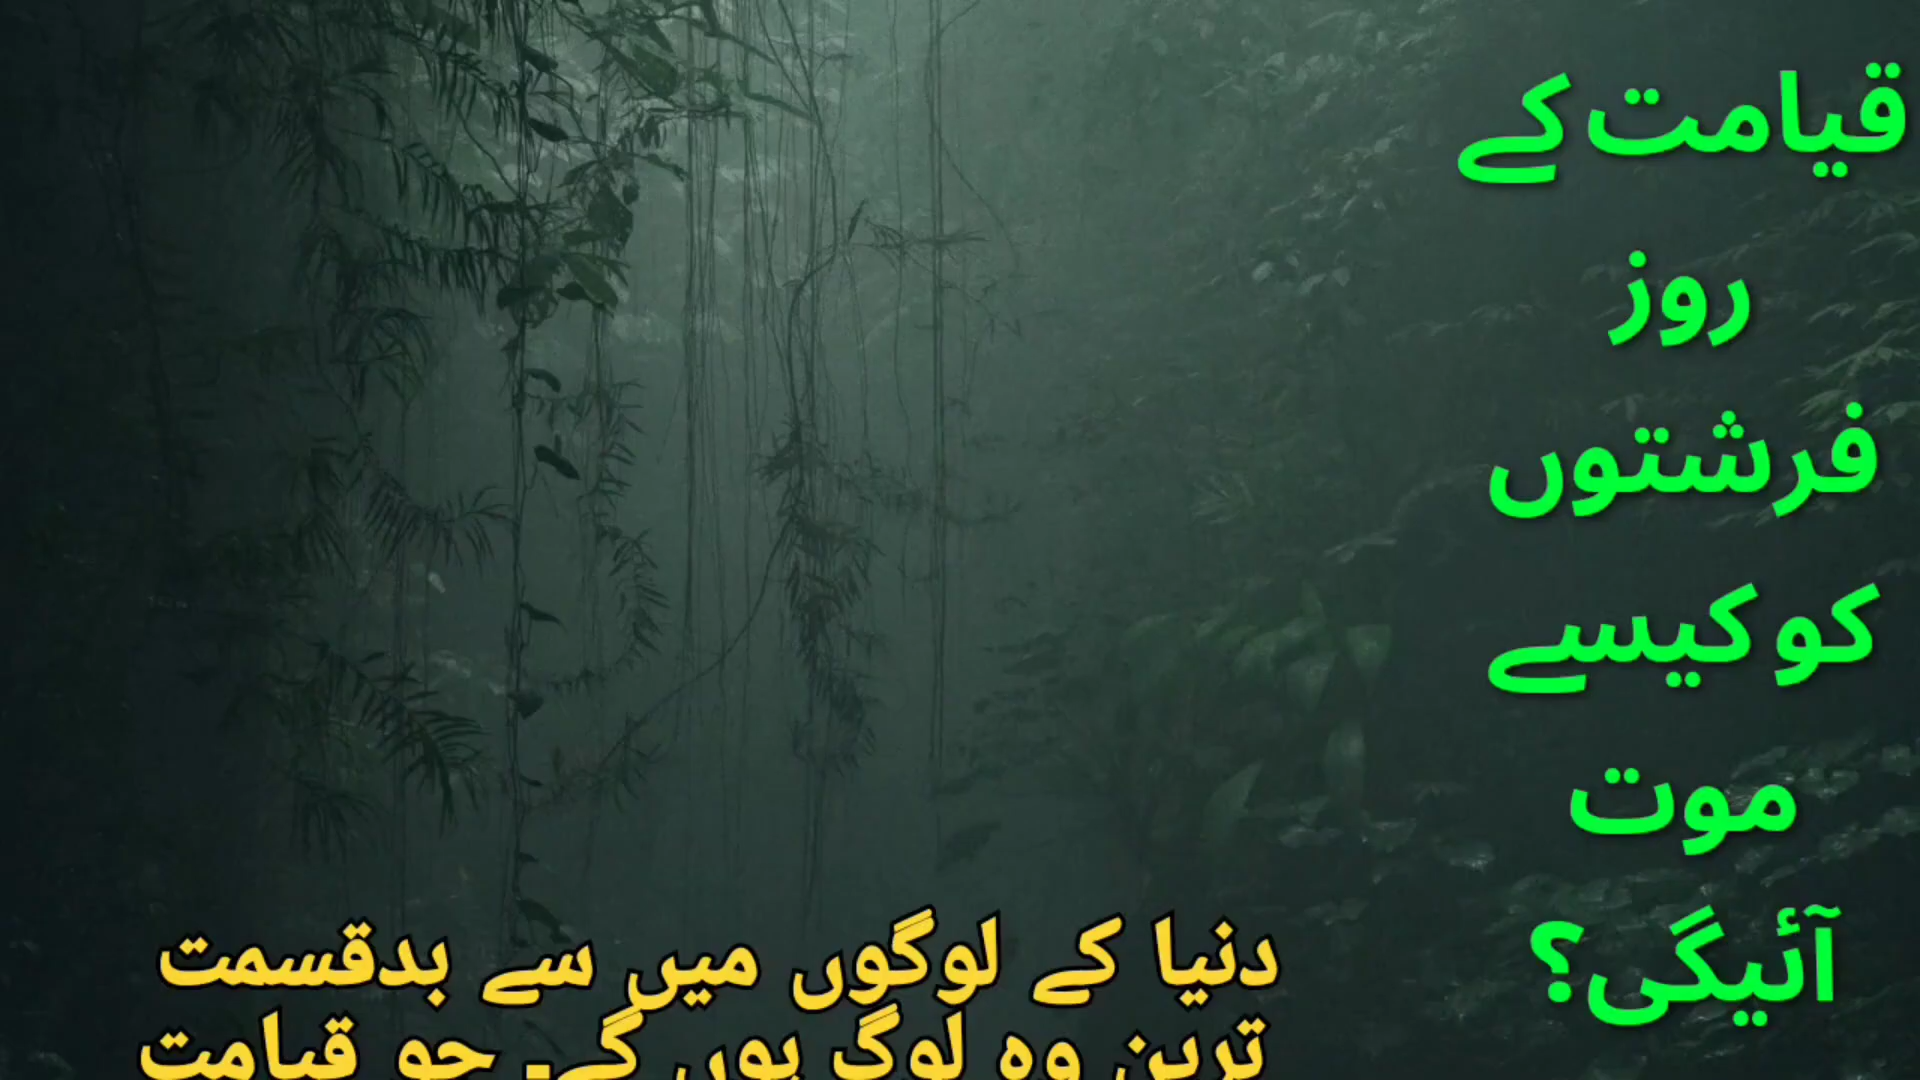 قیامت کے
روز
فرشتوں
کو کیسے
موت
آئیگی؟
دنیا کے لوگوں میں سے بدقسمت
ترین وہ لوگ ہوں گے۔ جو قیامت